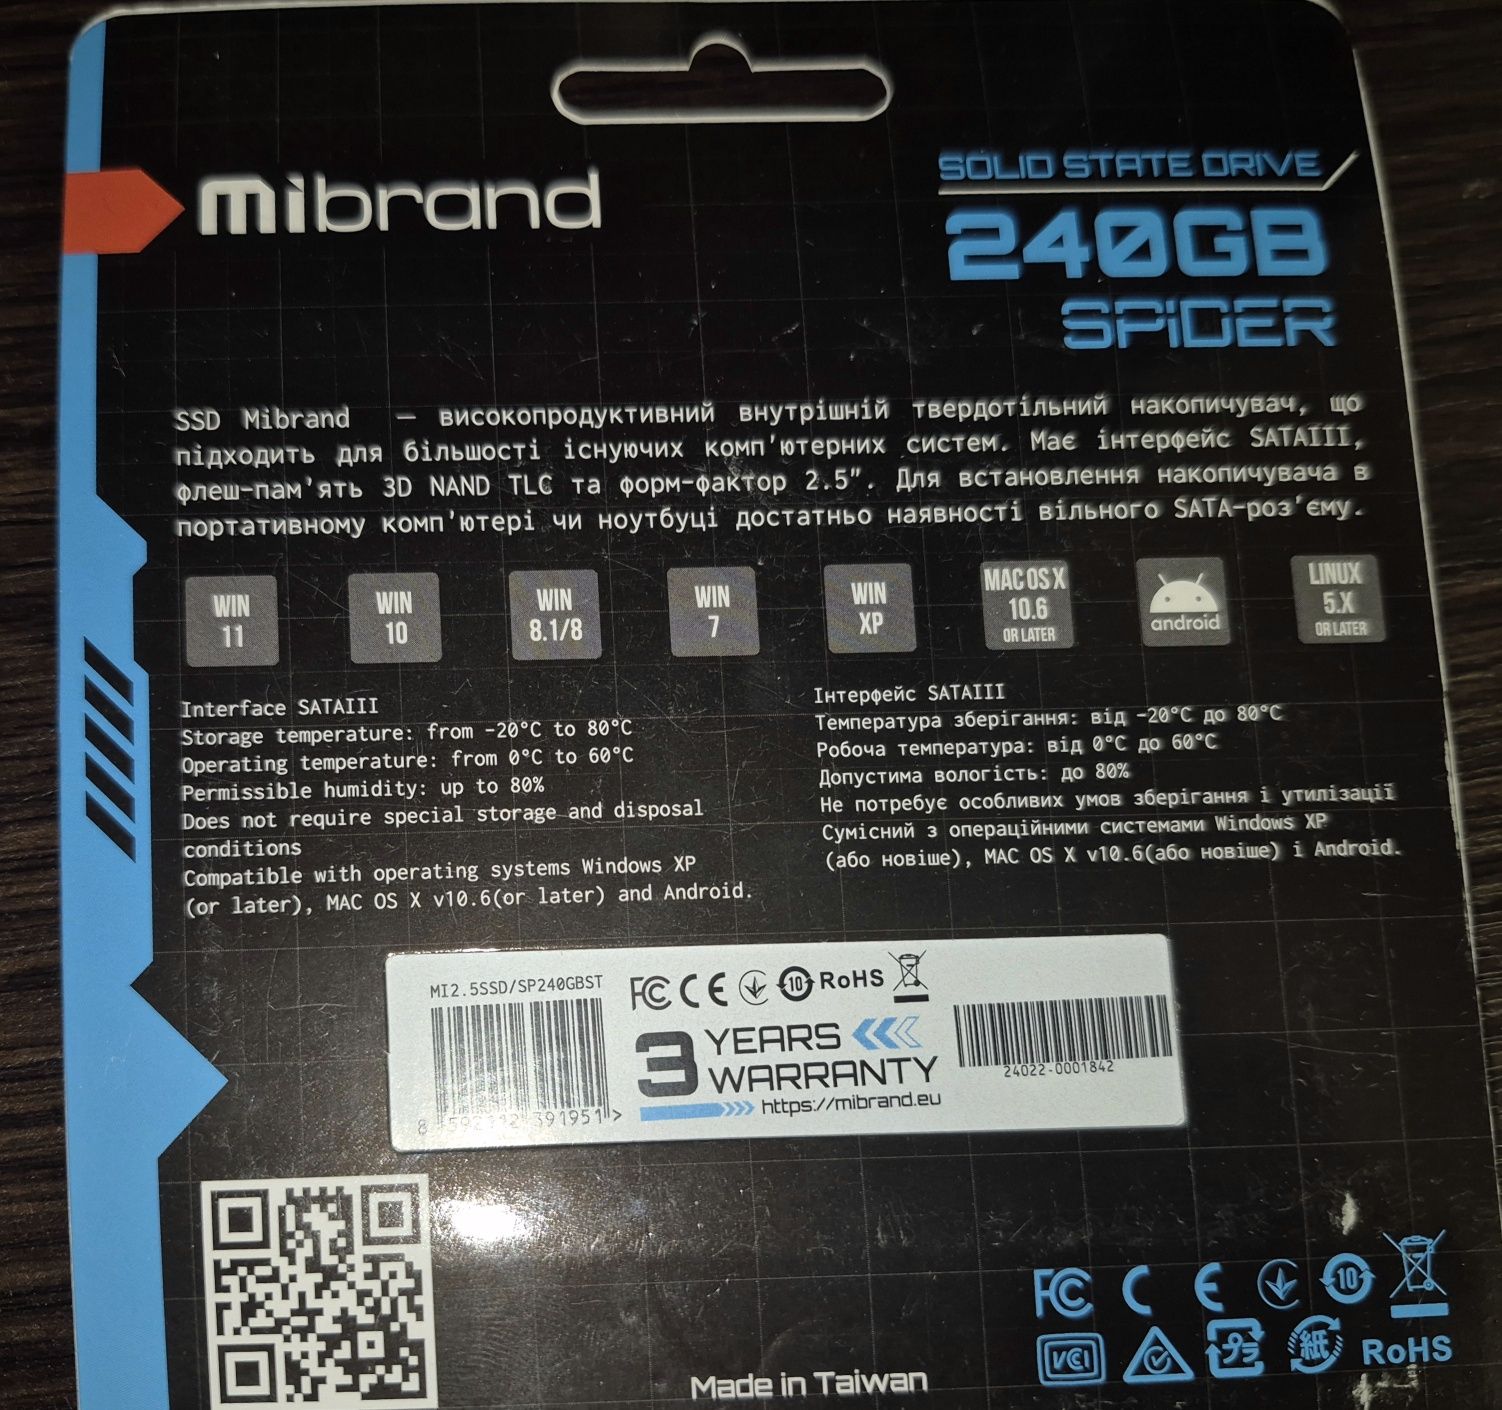 mibrand
SOLID STATE DRIVE
240GB
SPiDER
SSD Mibrand — високопродуктивний внутрішній твердотільний накопичувач, що
підходить для більшості існуючих комп'ютерних систем. Має інтерфейс SATAIII,
флеш-пам'ять 3D NAND TLC та форм-фактор 2.5". Для встановлення накопичувача в
портативному комп'ютері чи ноутбуці достатньо наявності вільного SATA-роз'єму.
WIN
11
WIN
10
WIN
8.1/8
WIN
7
WIN
XP
MAC OS X
10.6
OR LATER
android
LINUX
5.X
OR LATER
Interface SATAIII
Storage temperature: from -20°C to 80°C
Operating temperature: from 0°C to 60°C
Permissible humidity: up to 80%
Does not require special storage and disposal
conditions
Compatible with operating systems Windows XP
(or later), MAC OS X v10.6(or later) and Android.
Інтерфейс SATAIII
Температура зберігання: від -20°C до 80°C
Робоча температура: від 0°C до 60°C
Допустима вологість: до 80%
Не потребує особливих умов зберігання і утилізації
Сумісний з операційними системами Windows XP
(або новіше), MAC OS X v10.6(або новіше) і Android.
MI2.5SSD/SP240GBST
FC CE 10 RoHS
3 YEARS
WARRANTY
https://mibrand.eu
24022-0001842
FC CE 10
VCI プラ 紙 RoHS
Made in Taiwan